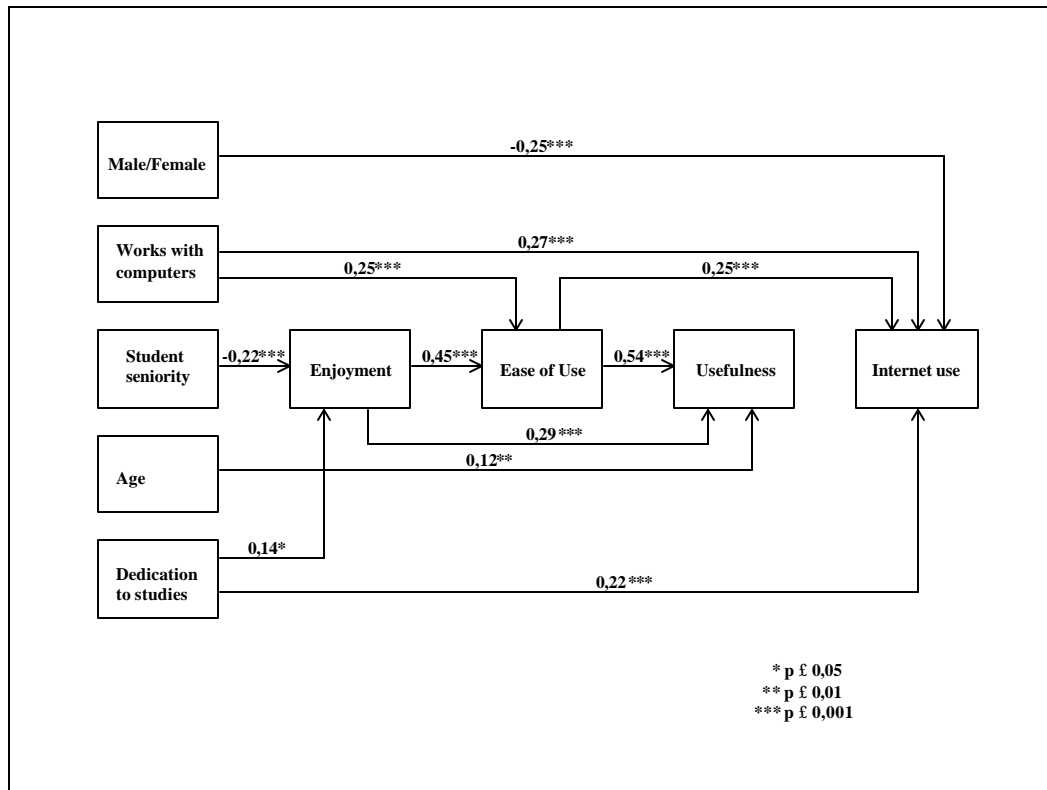 -0,25***
Male/Female
Works with
computers
0,27***
0,25***
0,25***
Student
seniority
-0,22***
Enjoyment
0,45***
Ease of Use
0,54***
Usefulness
Internet use
0,29***
0,12**
Age
0,14*
Dedication
to studies
0,22***
* p £ 0,05
** p £ 0,01
*** p £ 0,001